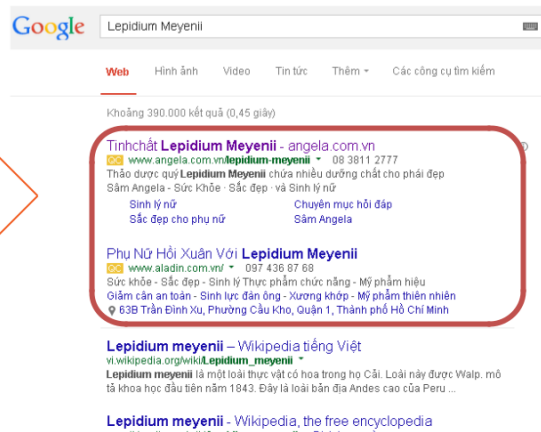 Google Lepidium Meyenii
Web Hình ảnh Video Tin tức Thêm Các công cụ tìm kiếm
Khoảng 390.000 kết quả (0,45 giây)
Tinhchất Lepidium Meyenii - angela.com.vn
QC www.angela.com.vn/lepidium-meyenii 08 3811 2777
Thảo dược quý Lepidium Meyenii chứa nhiều dưỡng chất cho phái đẹp
Sâm Angela - Sức Khỏe · Sắc đẹp · và Sinh lý nữ
Sinh lý nữ Chuyên mục hỏi đáp
Sắc đẹp cho phụ nữ Sâm Angela
Phụ Nữ Hồi Xuân Với Lepidium Meyenii
QC www.aladin.com.vn/ 097 436 87 68
Sức khỏe - Sắc đẹp - Sinh lý Thực phẩm chức năng - Mỹ phẩm hiệu
Giảm cân an toàn - Sinh lực đàn ông - Xương khớp - Mỹ phẩm thiên nhiên
63B Trần Đình Xu, Phường Cầu Kho, Quận 1, Thành phố Hồ Chí Minh
Lepidium meyenii – Wikipedia tiếng Việt
vi.wikipedia.org/wiki/Lepidium_meyenii
Lepidium meyenii là một loài thực vật có hoa trong họ Cải. Loài này được Walp. mô
tả khoa học đầu tiên năm 1843. Đây là loài bản địa Andes cao của Peru ...
Lepidium meyenii - Wikipedia, the free encyclopedia